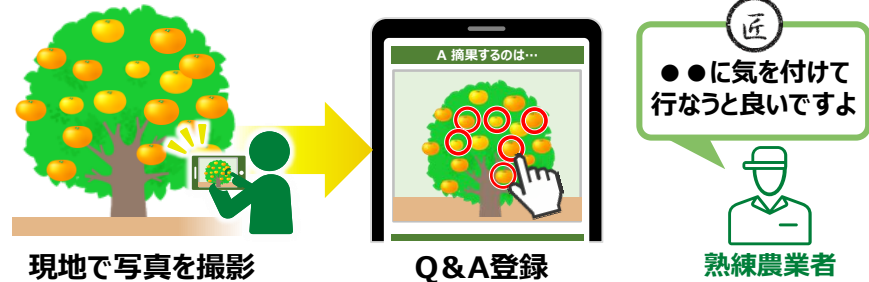 匠
A 摘果するのは…
●●に気を付けて
行なうと良いですよ
現地で写真を撮影
Q&A登録
熟練農業者